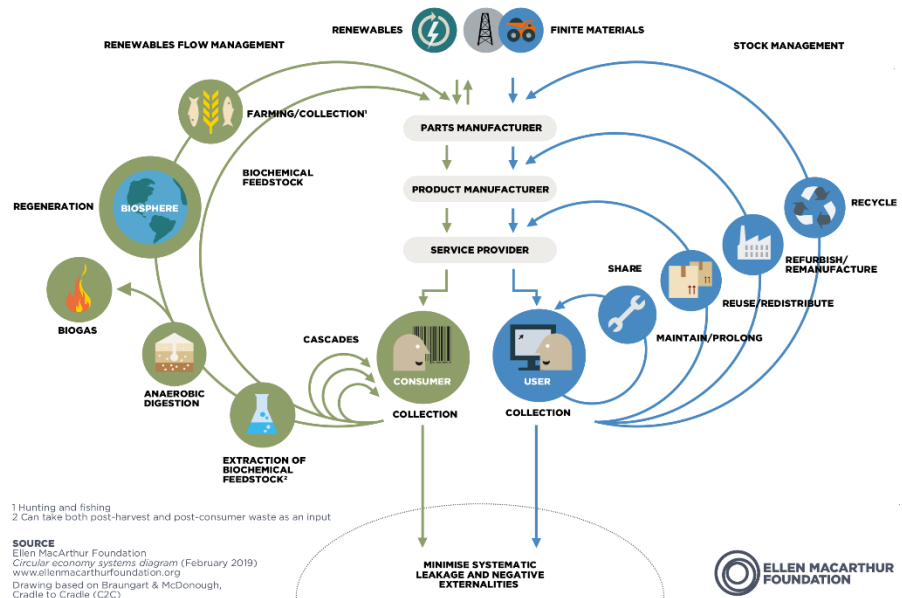 RENEWABLES
FINITE MATERIALS
RENEWABLES FLOW MANAGEMENT
STOCK MANAGEMENT
FARMING/COLLECTION¹
PARTS MANUFACTURER
BIOCHEMICAL
FEEDSTOCK
PRODUCT MANUFACTURER
REGENERATION
BIOSPHERE
RECYCLE
SERVICE PROVIDER
SHARE
REFURBISH/
REMANUFACTURE
REUSE/REDISTRIBUTE
BIOGAS
CASCADES
MAINTAIN/PROLONG
ANAEROBIC
DIGESTION
CONSUMER
USER
COLLECTION
COLLECTION
EXTRACTION OF
BIOCHEMICAL
FEEDSTOCK²
1 Hunting and fishing
2 Can take both post-harvest and post-consumer waste as an input
SOURCE
Ellen MacArthur Foundation
Circular economy systems diagram (February 2019)
www.ellenmacarthurfoundation.org
Drawing based on Braungart & McDonough,
Cradle to Cradle (C2C)
MINIMISE SYSTEMATIC
LEAKAGE AND NEGATIVE
EXTERNALITIES
ELLEN MACARTHUR
FOUNDATION